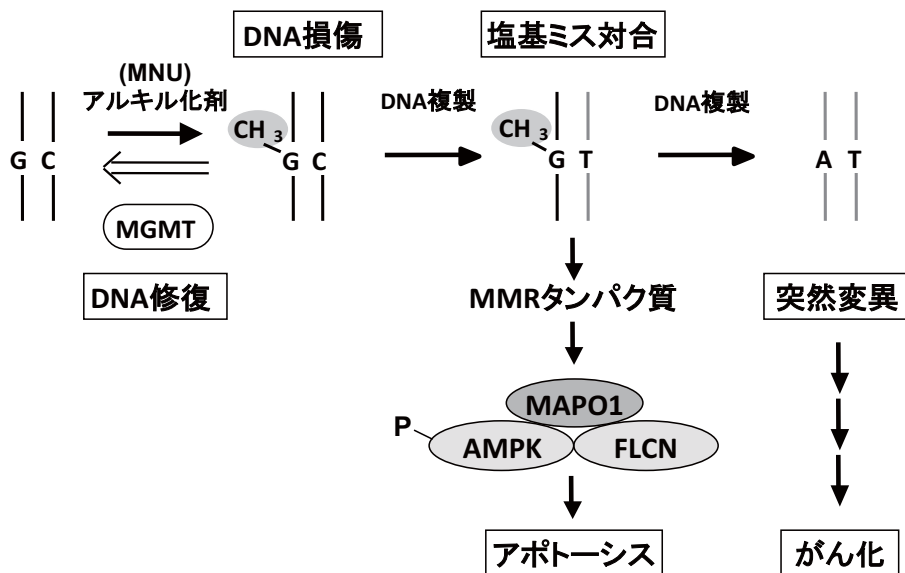 DNA損傷
塩基ミス対合
(MNU)
アルキル化剤
DNA複製
DNA複製
CH3
CH3
G C
G C
G T
A T
MGMT
DNA修復
MMRタンパク質
突然変異
MAPO1
P
AMPK
FLCN
アポトーシス
がん化